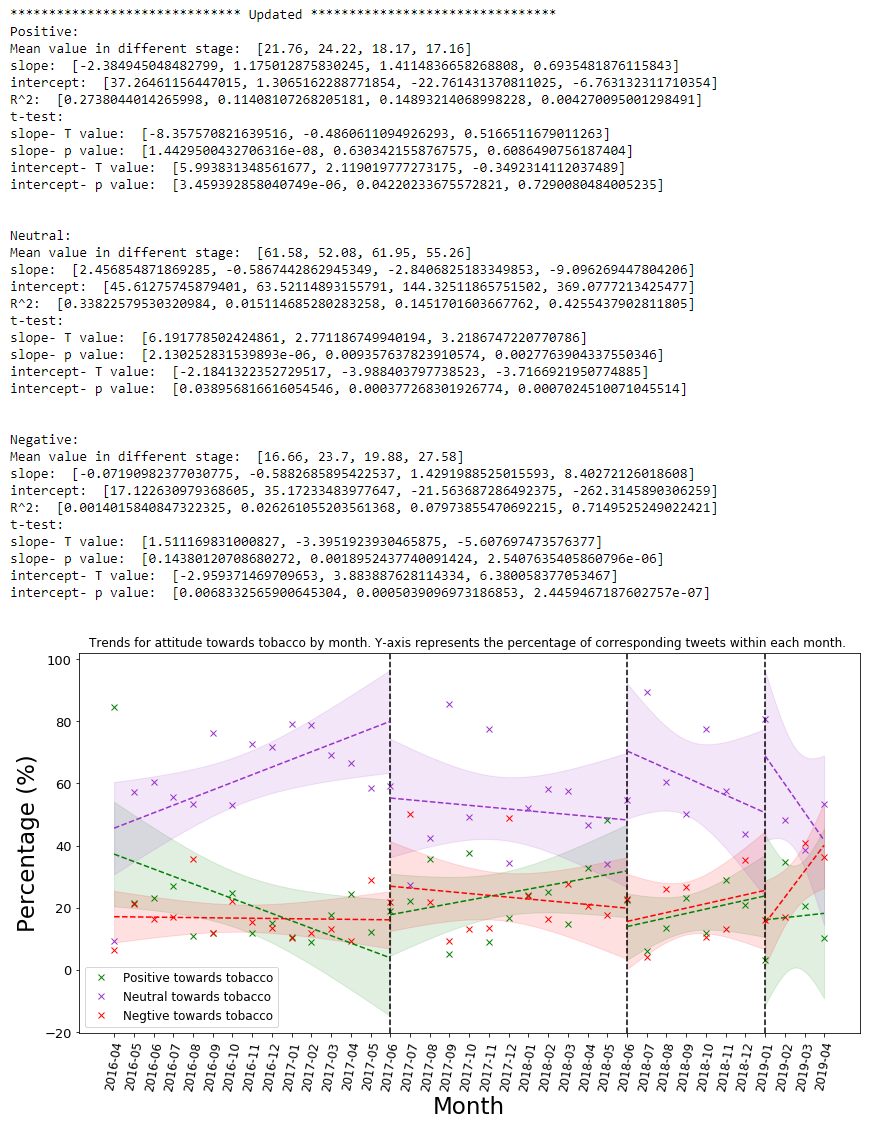 ****************************** Updated ********************************
Positive:
Mean value in different stage:  [21.76, 24.22, 18.17, 17.16]
slope:  [-2.384945048482799, 1.175012875830245, 1.4114836658268808, 0.6935481876115843]
intercept:  [37.26461156447015, 1.3065162288771854, -22.761431370811025, -6.763132311710354]
R^2:  [0.2738044014265998, 0.11408107268205181, 0.14893214068998228, 0.004270095001298491]
t-test:
slope- T value:  [-8.357570821639516, -0.4860611094926293, 0.5166511679011263]
slope- p value:  [1.4429500432706316e-08, 0.6303421558767575, 0.6086490756187404]
intercept- T value:  [5.993831348561677, 2.119019777273175, -0.3492314112037489]
intercept- p value:  [3.459392858040749e-06, 0.04220233675572821, 0.7290080484005235]
Neutral:
Mean value in different stage:  [61.58, 52.08, 61.95, 55.26]
slope:  [2.456854871869285, -0.5867442862945349, -2.8406825183349853, -9.096269447804206]
intercept:  [45.61275745879401, 63.52114893155791, 144.32511865751502, 369.0777213425477]
R^2:  [0.33822579530320984, 0.015114685280283258, 0.1451701603667762, 0.4255437902811805]
t-test:
slope- T value:  [6.191778502424861, 2.771186749940194, 3.2186747220770786]
slope- p value:  [2.130252831539893e-06, 0.009357637823910574, 0.0027763904337550346]
intercept- T value:  [-2.1841322352729517, -3.988403797738523, -3.7166921950774885]
intercept- p value:  [0.038956816616054546, 0.000377268301926774, 0.0007024510071045514]
Negative:
Mean value in different stage:  [16.66, 23.7, 19.88, 27.58]
slope:  [-0.07190982377030775, -0.5882685895422537, 1.4291988525015593, 8.40272126018608]
intercept:  [17.122630979368605, 35.17233483977647, -21.563687286492375, -262.3145890306259]
R^2:  [0.0014015840847322325, 0.026261055203561368, 0.07973855470692215, 0.7149525249022421]
t-test:
slope- T value:  [1.511169831000827, -3.3951923930465875, -5.607697473576377]
slope- p value:  [0.14380120708680272, 0.0018952437740091424, 2.5407635405860796e-06]
intercept- T value:  [-2.959371469709653, 3.883887628114334, 6.380058377053467]
intercept- p value:  [0.0068332565900645304, 0.0005039096973186853, 2.4459467187602757e-07]
Trends for attitude towards tobacco by month. Y-axis represents the percentage of corresponding tweets within each month.
100
80
60
40
20
0
−20
Percentage (%)
Positive towards tobacco
Neutral towards tobacco
Negtive towards tobacco
2016-04
2016-05
2016-06
2016-07
2016-08
2016-09
2016-10
2016-11
2016-12
2017-01
2017-02
2017-03
2017-04
2017-05
2017-06
2017-07
2017-08
2017-09
2017-10
2017-11
2017-12
2018-01
2018-02
2018-03
2018-04
2018-05
2018-06
2018-07
2018-08
2018-09
2018-10
2018-11
2018-12
2019-01
2019-02
2019-03
2019-04
Month